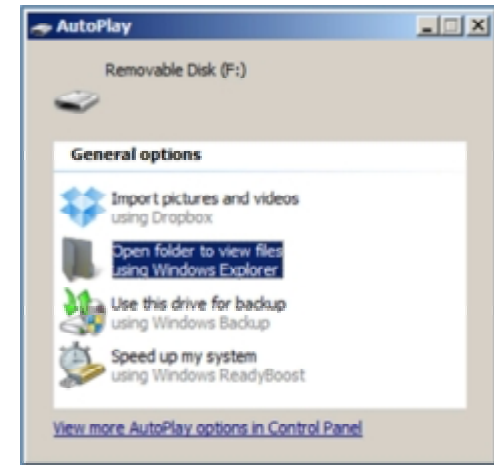 AutoPlay
Removable Disk (F:)
General options
Import pictures and videos
using Dropbox
Open folder to view files
using Windows Explorer
Use this drive for backup
using Windows Backup
Speed up my system
using Windows ReadyBoost
View more AutoPlay options in Control Panel